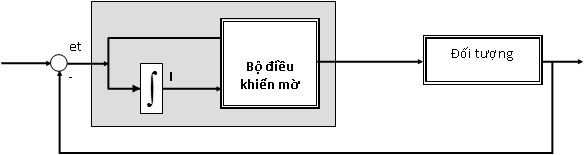 et
-
∫
I
Bộ điều
khiển mờ
Đối tượng